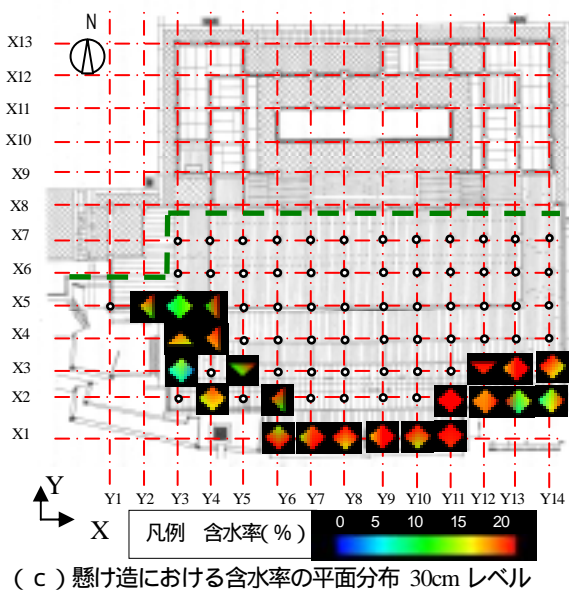 N
X13
X12
X11
X10
X9
X8
X7
X6
X5
X4
X3
X2
X1
Y
X
Y1 Y2 Y3 Y4 Y5 Y6 Y7 Y8 Y9 Y10 Y11 Y12 Y13 Y14
凡例 含水率(%)
0 5 10 15 20
(c)懸け造における含水率の平面分布 30cm レベル